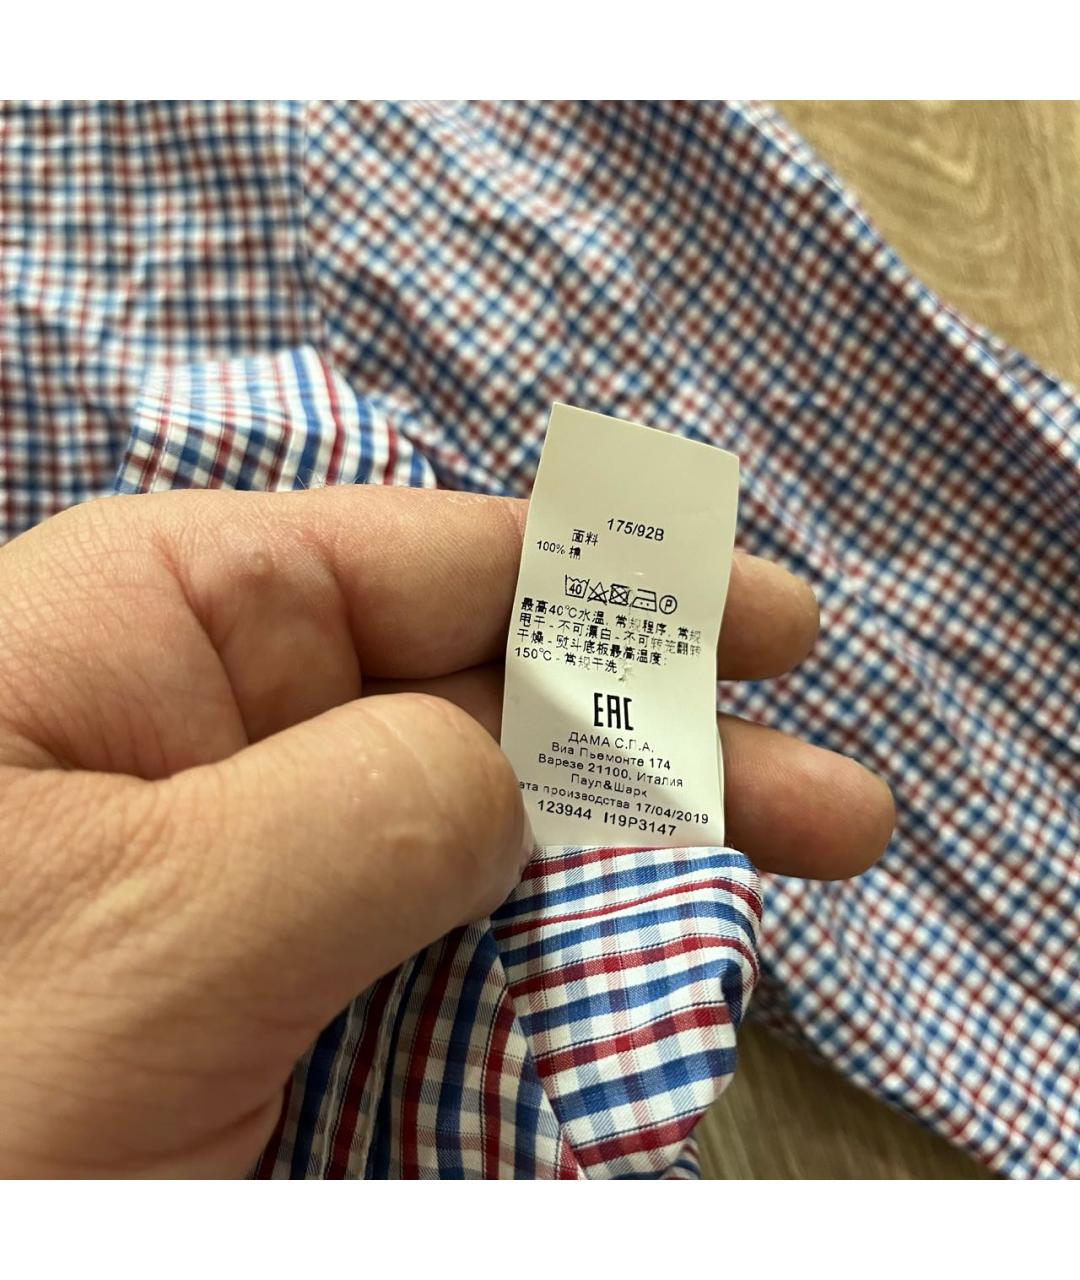 175/92B
面料
100% 棉
40 P
最高40℃水温, 常规程序, 常规
甩干 - 不可漂白 - 不可转笼翻转
干燥 - 熨斗底板最高温度:
150℃ - 常规干洗
EAC
ДАМА С.П.А.
Виа Пьемонте 174
Варезе 21100, Италия
Паул&Шарк
ата производства 17/04/2019
123944 I19P3147